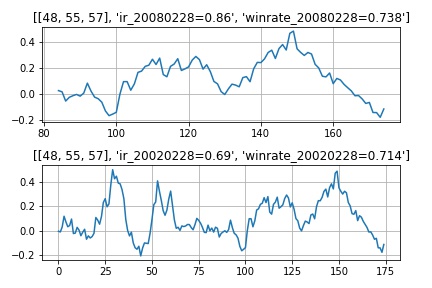 [[48, 55, 57], 'ir_20080228=0.86', 'winrate_20080228=0.738']
0.4
0.2
0.0
−0.2
80 100 120 140 160
[[48, 55, 57], 'ir_20020228=0.69', 'winrate_20020228=0.714']
0.4
0.2
0.0
−0.2
0 25 50 75 100 125 150 175